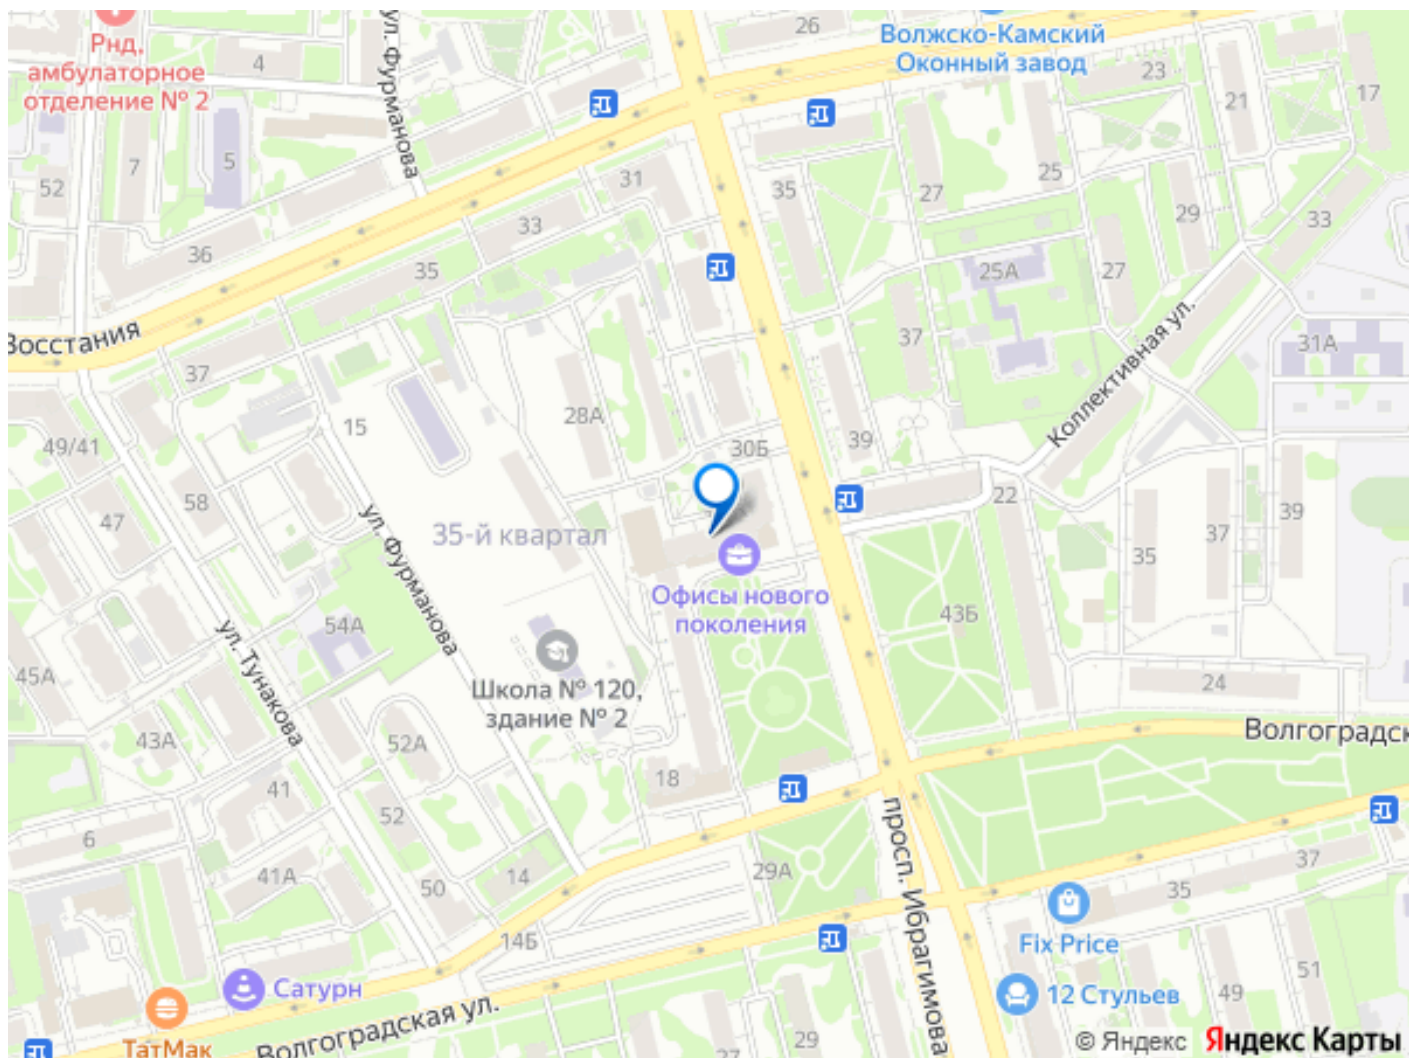 26
Волжско-Камский
Оконный завод
Рнд,
амбулаторное
отделение № 2
4
ул. Фурманова
23
21
17
7
5
52
31
35
27
25
29
33
33
36
35
25А
27
Восстания
37
37
31А
Коллективная ул.
15
28А
39
30Б
49/41
58
47
22
39
37
35
35-й квартал
ул. Фурманова
Офисы нового
поколения
43Б
54А
ул. Тунакова
45А
Школа № 120,
здание № 2
24
43А
52А
Волгоградск
18
41
52
6
просп. Ибрагимова
41А
50
14
29А
37
35
14Б
Fix Price
51
Сатурн
12 Стульев
49
Волгоградская ул.
29
27
ТатМак
© Яндекс Яндекс Карты